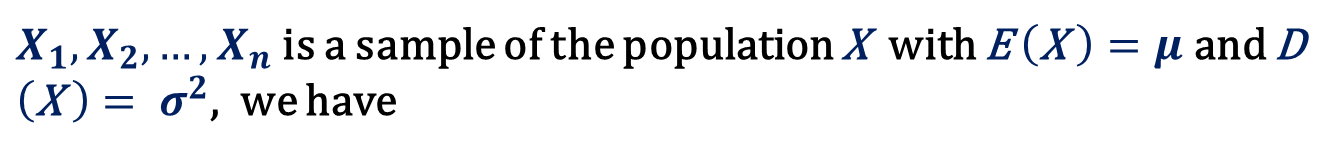 X₁, X₂, … , Xₙ is a sample of the population X with E(X) = μ and D
(X) = σ², we have